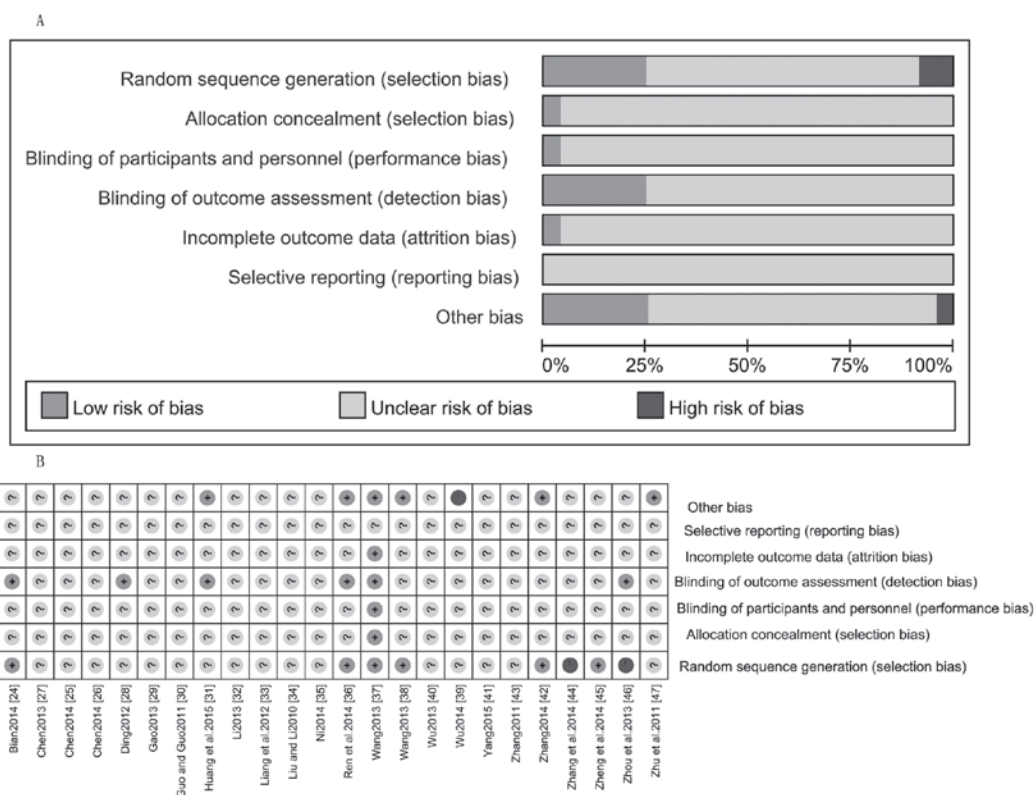 A
Random sequence generation (selection bias)
Allocation concealment (selection bias)
Blinding of participants and personnel (performance bias)
Blinding of outcome assessment (detection bias)
Incomplete outcome data (attrition bias)
Selective reporting (reporting bias)
Other bias
0% 25% 50% 75% 100%
Low risk of bias Unclear risk of bias High risk of bias
B
? ? ? ? ? ? ? + ? ? ? ? + + + ? ? ? + ? ? ? +
Other bias
? ? ? ? ? ? ? ? ? ? ? ? ? ? ? ? ? ? ? ? ? ? ? ?
Selective reporting (reporting bias)
? ? ? ? ? ? ? ? ? ? ? ? ? + ? ? ? ? ? ? ? ? ? ?
Incomplete outcome data (attrition bias)
+ ? ? ? + ? ? + ? ? ? ? + + ? ? ? ? ? ? ? ? + ?
Blinding of outcome assessment (detection bias)
? ? ? ? ? ? ? ? ? ? ? ? ? + ? ? ? ? ? ? ? ? ? ?
Blinding of participants and personnel (performance bias)
? ? ? ? ? ? ? ? ? ? ? ? ? + ? ? ? ? ? ? ? ? ? ?
Allocation concealment (selection bias)
+ ? ? ? ? ? ? ? ? ? ? ? + + + ? ? ? ? + + ?
Random sequence generation (selection bias)
Bian2014 [24]
Chen2013 [27]
Chen2014 [25]
Chen2014 [26]
Ding2012 [28]
Gao2013 [29]
Guo and Guo2011 [30]
Huang et al.2015 [31]
Li2013 [32]
Liang et al.2012 [33]
Liu and Li2010 [34]
Ni2014 [35]
Ren et al.2014 [36]
Wang2013 [37]
Wang2013 [38]
Wu2013 [40]
Wu2014 [39]
Yang2015 [41]
Zhang2011 [43]
Zhang2014 [42]
Zhang et al.2014 [44]
Zheng et al.2014 [45]
Zhou et al.2013 [46]
Zhu et al.2011 [47]